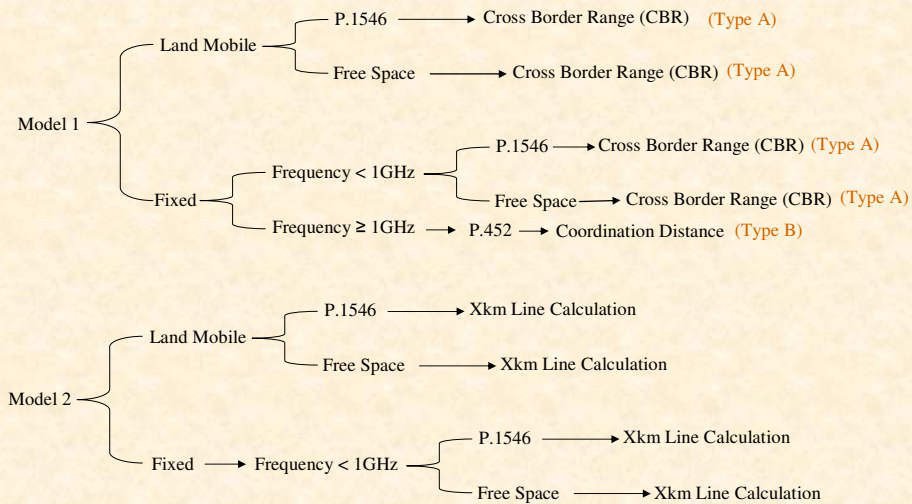 P.1546 Cross Border Range (CBR) (Type A)
Land Mobile
Free Space Cross Border Range (CBR) (Type A)
Model 1
P.1546 Cross Border Range (CBR) (Type A)
Frequency < 1GHz
Fixed Free Space Cross Border Range (CBR) (Type A)
Frequency ≥ 1GHz P.452 Coordination Distance (Type B)
P.1546 Xkm Line Calculation
Land Mobile
Free Space Xkm Line Calculation
Model 2
P.1546 Xkm Line Calculation
Fixed Frequency < 1GHz
Free Space Xkm Line Calculation